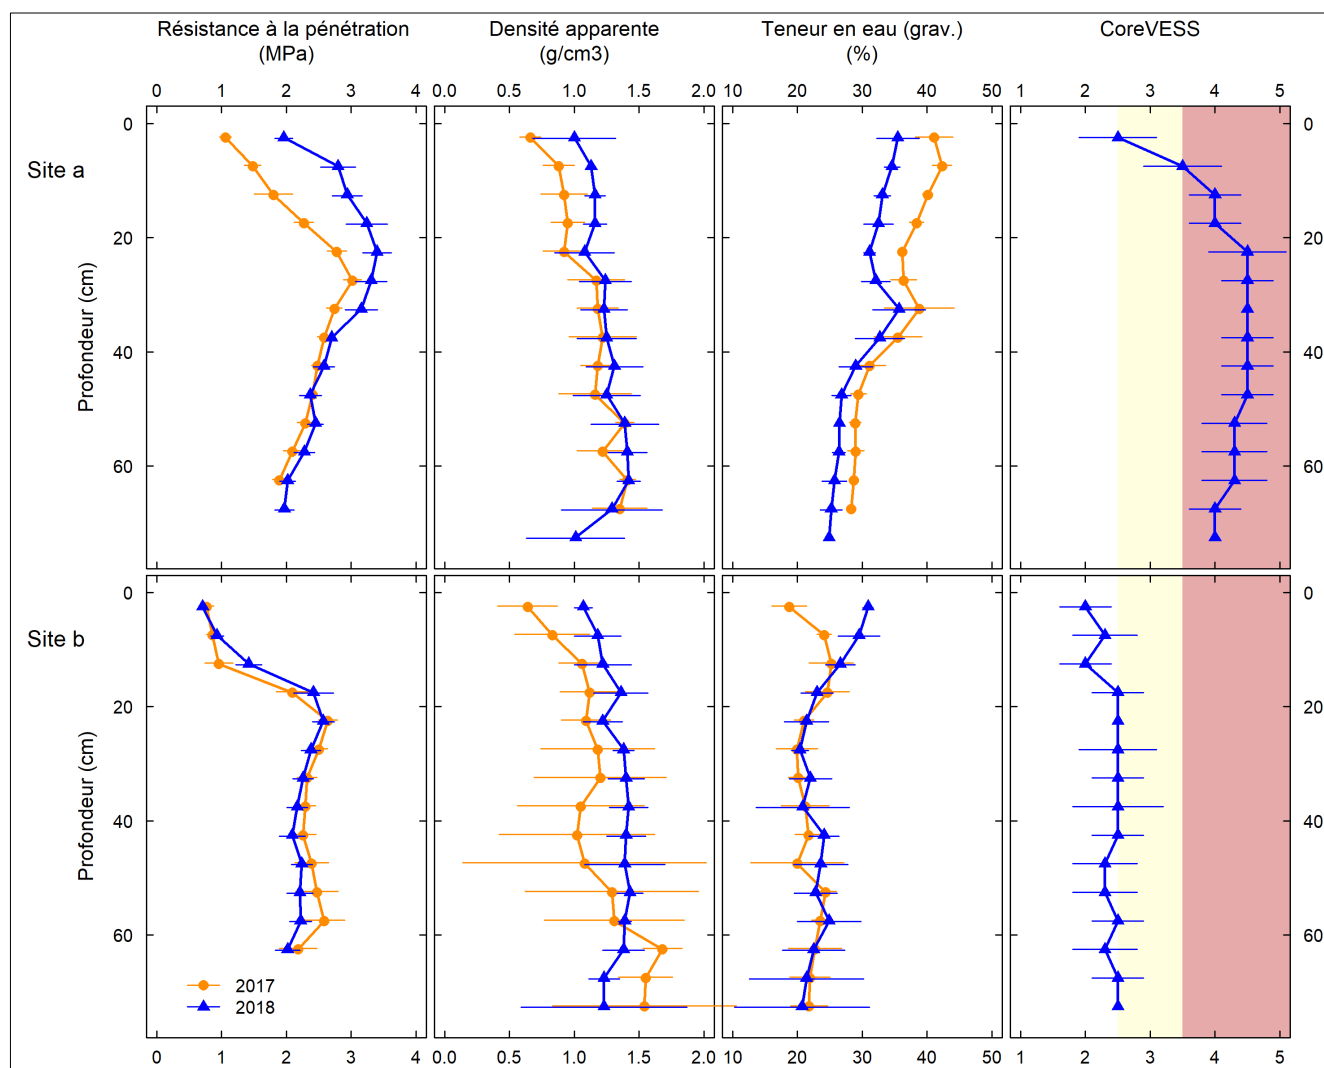 Résistance à la pénétration
(MPa)
Densité apparente
(g/cm3)
Teneur en eau (grav.)
(%)
CoreVESS
0 1 2 3 4
0.0 0.5 1.0 1.5 2.0
10 20 30 40 50
1 2 3 4 5
Site a
Profondeur (cm)
0
20
40
60
0
20
40
60
Site b
Profondeur (cm)
0
20
40
60
0
20
40
60
2017
2018
0 1 2 3 4
0.0 0.5 1.0 1.5 2.0
10 20 30 40 50
1 2 3 4 5